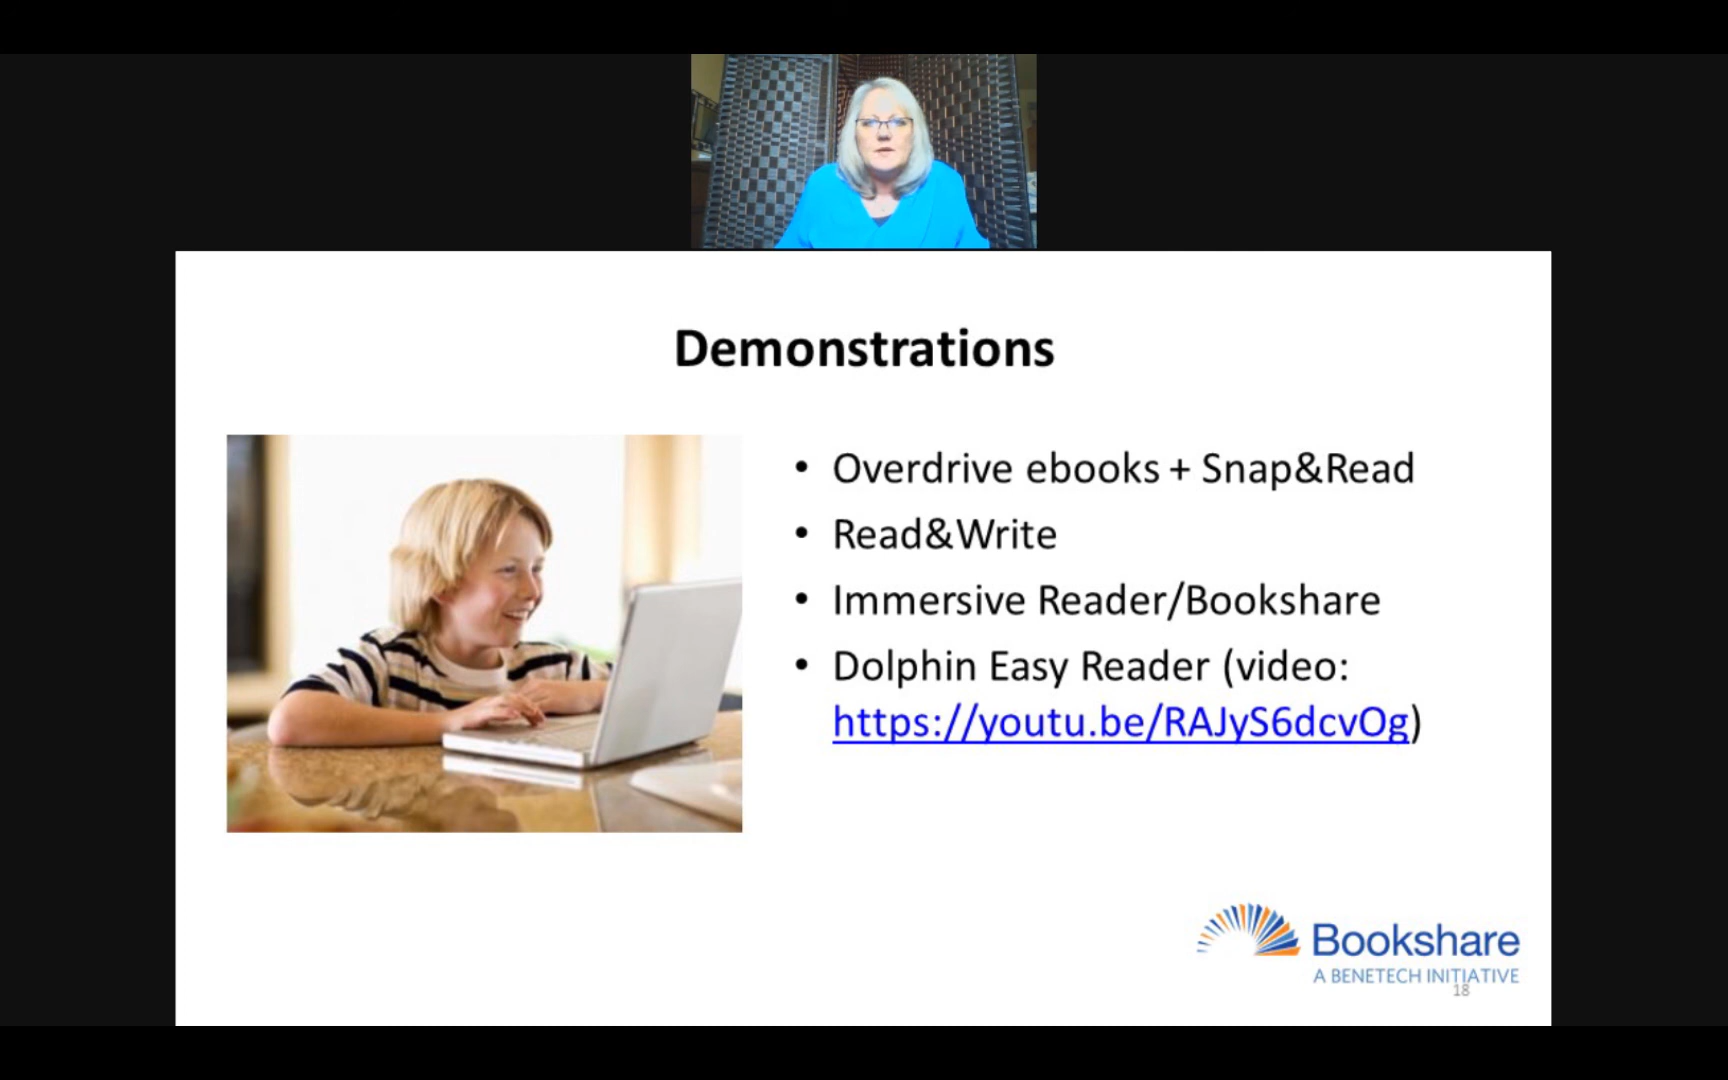 Demonstrations
• Overdrive ebooks + Snap&Read
• Read&Write
• Immersive Reader/Bookshare
• Dolphin Easy Reader (video:
https://youtu.be/RAJyS6dcvOg)
Bookshare
A BENETECH INITIATIVE
18